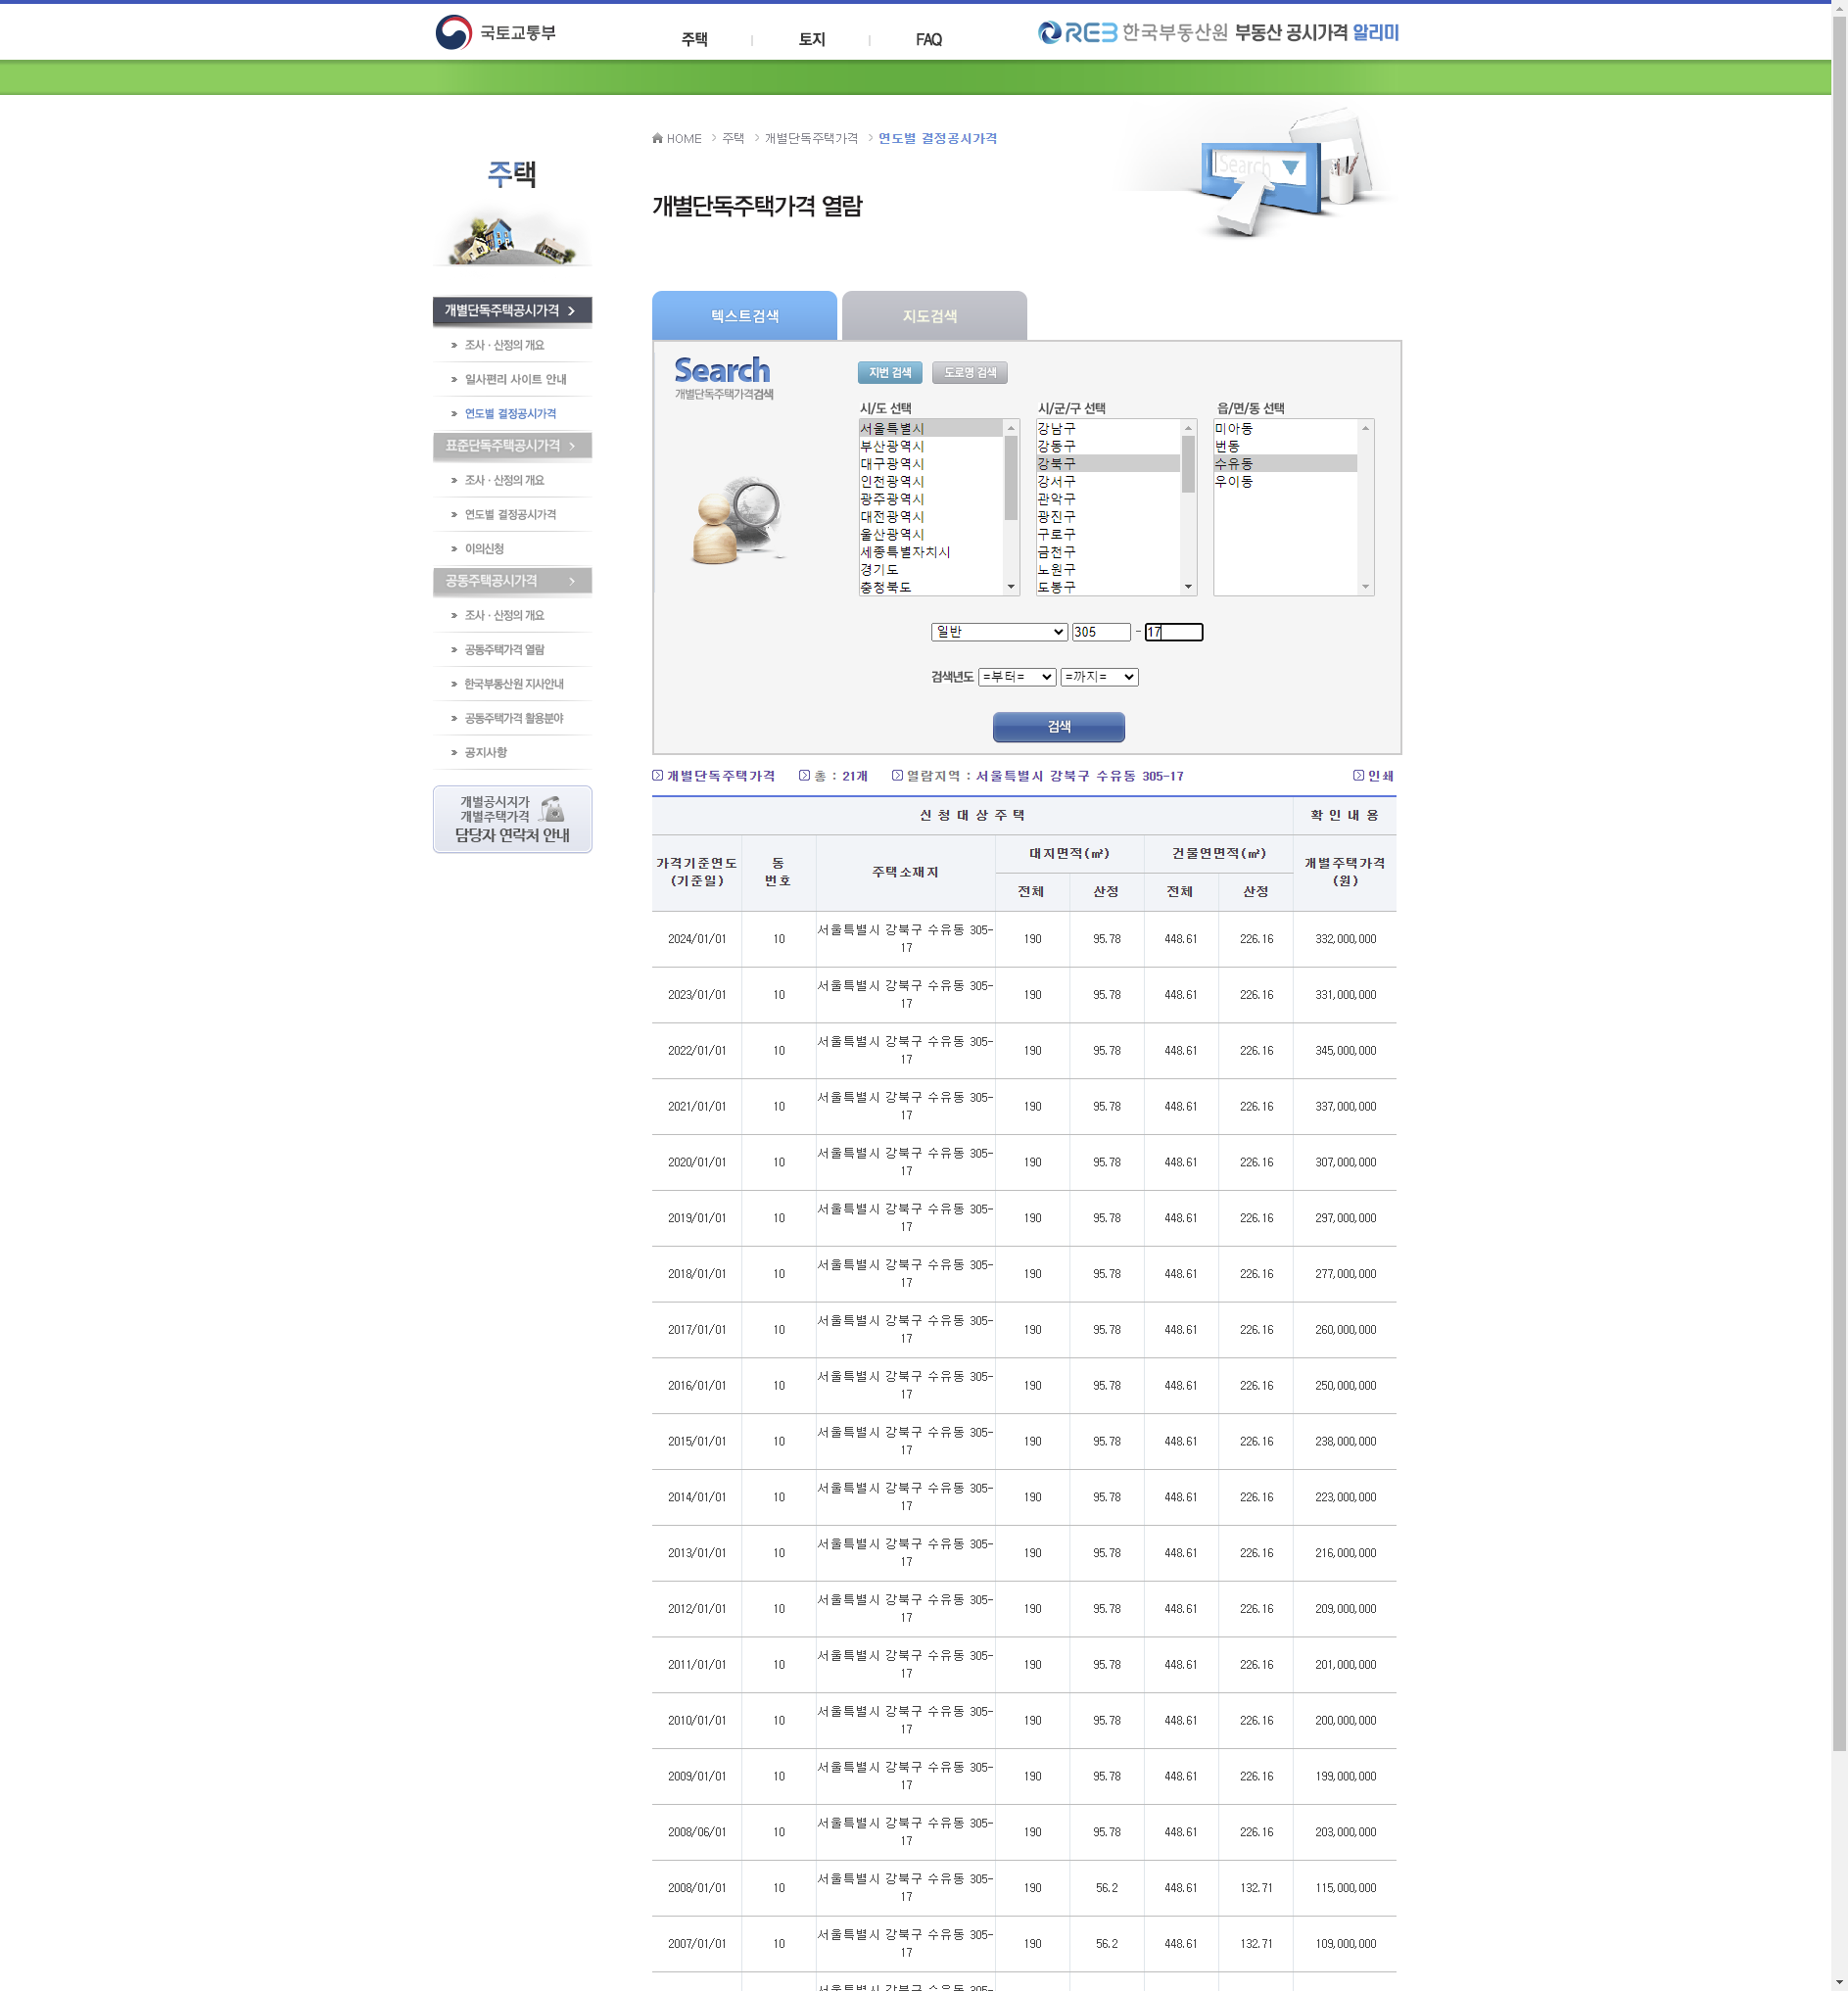 국토교통부
주택
토지
FAQ
REB 한국부동산원 부동산 공시가격 알리미
HOME > 주택 > 개별단독주택가격 > 연도별 결정공시가격
주택
개별단독주택가격 열람
Search
개별단독주택공시가격
조사 · 산정의 개요
일사편리 사이트 안내
연도별 결정공시가격
표준단독주택공시가격
조사 · 산정의 개요
연도별 결정공시가격
이의신청
공동주택공시가격
조사 · 산정의 개요
공동주택가격 열람
한국부동산원 지사안내
공동주택가격 활용분야
공지사항
개별공시지가
개별주택가격
담당자 연락처 안내
텍스트검색
지도검색
Search
개별단독주택가격검색
지번 검색
도로명 검색
시/도 선택
서울특별시
부산광역시
대구광역시
인천광역시
광주광역시
대전광역시
울산광역시
세종특별자치시
경기도
충청북도
시/군/구 선택
강남구
강동구
강북구
강서구
관악구
광진구
구로구
금천구
노원구
도봉구
읍/면/동 선택
미아동
번동
수유동
우이동
일반 305 - 17
검색년도 =부터= =까지=
검색
개별단독주택가격 총 : 21개 열람지역 : 서울특별시 강북구 수유동 305-17 인쇄
신 청 대 상 주 택 확 인 내 용
가격기준연도
(기준일)
동
번호
주택소재지
대지면적(㎡)
건물연면적(㎡)
개별주택가격
(원)
전체 산정 전체 산정
2024/01/01 10 서울특별시 강북구 수유동 305-
17 190 95.78 448.61 226.16 332,000,000
2023/01/01 10 서울특별시 강북구 수유동 305-
17 190 95.78 448.61 226.16 331,000,000
2022/01/01 10 서울특별시 강북구 수유동 305-
17 190 95.78 448.61 226.16 345,000,000
2021/01/01 10 서울특별시 강북구 수유동 305-
17 190 95.78 448.61 226.16 337,000,000
2020/01/01 10 서울특별시 강북구 수유동 305-
17 190 95.78 448.61 226.16 307,000,000
2019/01/01 10 서울특별시 강북구 수유동 305-
17 190 95.78 448.61 226.16 297,000,000
2018/01/01 10 서울특별시 강북구 수유동 305-
17 190 95.78 448.61 226.16 277,000,000
2017/01/01 10 서울특별시 강북구 수유동 305-
17 190 95.78 448.61 226.16 260,000,000
2016/01/01 10 서울특별시 강북구 수유동 305-
17 190 95.78 448.61 226.16 250,000,000
2015/01/01 10 서울특별시 강북구 수유동 305-
17 190 95.78 448.61 226.16 238,000,000
2014/01/01 10 서울특별시 강북구 수유동 305-
17 190 95.78 448.61 226.16 223,000,000
2013/01/01 10 서울특별시 강북구 수유동 305-
17 190 95.78 448.61 226.16 216,000,000
2012/01/01 10 서울특별시 강북구 수유동 305-
17 190 95.78 448.61 226.16 209,000,000
2011/01/01 10 서울특별시 강북구 수유동 305-
17 190 95.78 448.61 226.16 201,000,000
2010/01/01 10 서울특별시 강북구 수유동 305-
17 190 95.78 448.61 226.16 200,000,000
2009/01/01 10 서울특별시 강북구 수유동 305-
17 190 95.78 448.61 226.16 199,000,000
2008/06/01 10 서울특별시 강북구 수유동 305-
17 190 95.78 448.61 226.16 203,000,000
2008/01/01 10 서울특별시 강북구 수유동 305-
17 190 56.2 448.61 132.71 115,000,000
2007/01/01 10 서울특별시 강북구 수유동 305-
17 190 56.2 448.61 132.71 109,000,000
서울특별시 강북구 수유동 305-